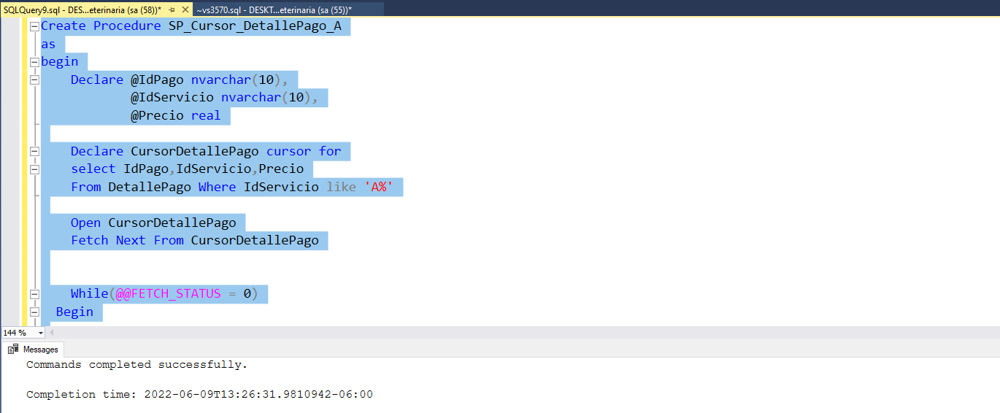 SQLQuery9.sql - DES...eterinaria (sa (58))* ~vs3570.sql - DESKT...eterinaria (sa (55))*
Create Procedure SP_Cursor_DetallePago_A
as
begin
Declare @IdPago nvarchar(10),
@IdServicio nvarchar(10),
@Precio real
Declare CursorDetallePago cursor for
select IdPago,IdServicio,Precio
From DetallePago Where IdServicio like 'A%'
Open CursorDetallePago
Fetch Next From CursorDetallePago
While(@@FETCH_STATUS = 0)
Begin
144 %
Messages
Commands completed successfully.
Completion time: 2022-06-09T13:26:31.9810942-06:00